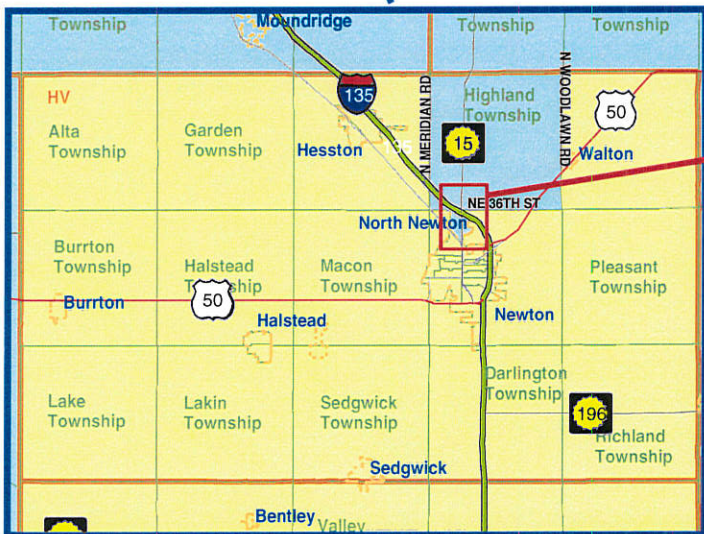 Township
Moundridge
Township
Township
HV
Alta
Township
Garden
Township
Hesston
135
135
N MERIDIAN RD
Highland
Township
15
N WOODLAWN RD
50
Walton
NE 36TH ST
North Newton
Burrton
Township
Burrton
Halstead
Township
50
Halstead
Macon
Township
Newton
Pleasant
Township
Lake
Township
Lakin
Township
Sedgwick
Township
Darlington
Township
196
Richland
Township
Sedgwick
Bentley
Valley